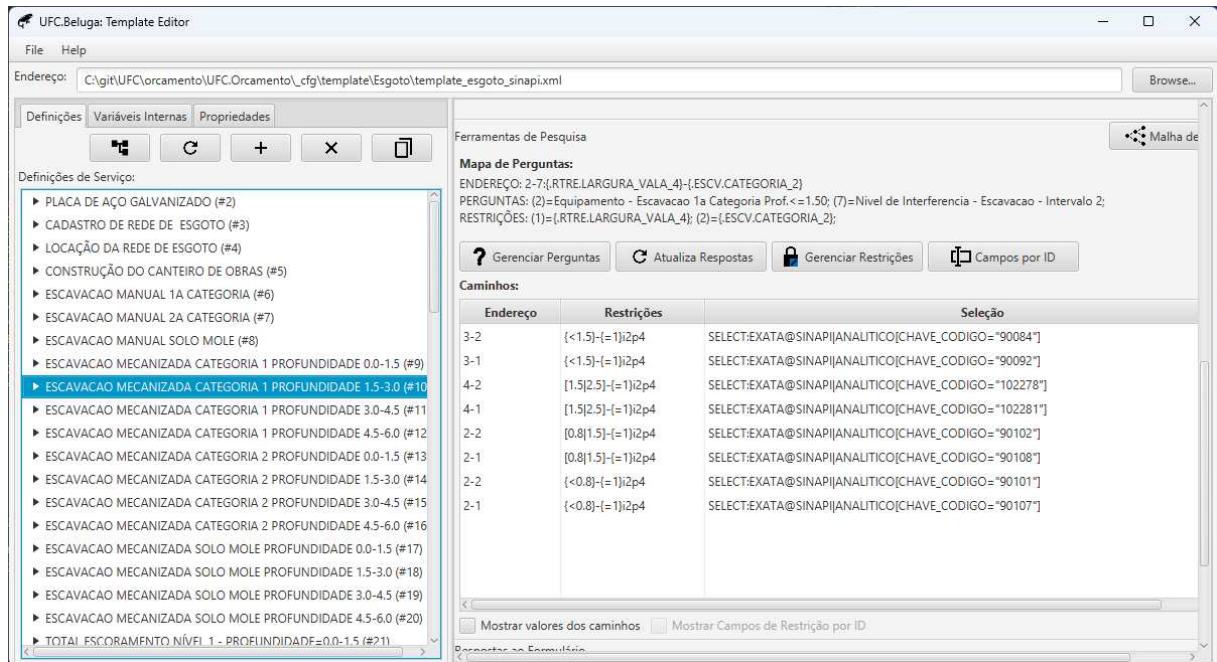 UFC.Beluga: Template Editor
File Help
Endereço: C:\git\UFC\orcamento\UFC.Orcamento\_cfg\template\Esgoto\template_esgoto_sinapi.xml Browse...
Definições Variáveis Internas Propriedades
Definições de Serviço:
PLACA DE AÇO GALVANIZADO (#2)
CADASTRO DE REDE DE ESGOTO (#3)
LOCAÇÃO DA REDE DE ESGOTO (#4)
CONSTRUÇÃO DO CANTEIRO DE OBRAS (#5)
ESCAVACAO MANUAL 1A CATEGORIA (#6)
ESCAVACAO MANUAL 2A CATEGORIA (#7)
ESCAVACAO MANUAL SOLO MOLE (#8)
ESCAVACAO MECANIZADA CATEGORIA 1 PROFUNDIDADE 0.0-1.5 (#9)
ESCAVACAO MECANIZADA CATEGORIA 1 PROFUNDIDADE 1.5-3.0 (#10
ESCAVACAO MECANIZADA CATEGORIA 1 PROFUNDIDADE 3.0-4.5 (#11
ESCAVACAO MECANIZADA CATEGORIA 1 PROFUNDIDADE 4.5-6.0 (#12
ESCAVACAO MECANIZADA CATEGORIA 2 PROFUNDIDADE 0.0-1.5 (#13
ESCAVACAO MECANIZADA CATEGORIA 2 PROFUNDIDADE 1.5-3.0 (#14
ESCAVACAO MECANIZADA CATEGORIA 2 PROFUNDIDADE 3.0-4.5 (#15
ESCAVACAO MECANIZADA CATEGORIA 2 PROFUNDIDADE 4.5-6.0 (#16
ESCAVACAO MECANIZADA SOLO MOLE PROFUNDIDADE 0.0-1.5 (#17)
ESCAVACAO MECANIZADA SOLO MOLE PROFUNDIDADE 1.5-3.0 (#18)
ESCAVACAO MECANIZADA SOLO MOLE PROFUNDIDADE 3.0-4.5 (#19)
ESCAVACAO MECANIZADA SOLO MOLE PROFUNDIDADE 4.5-6.0 (#20)
TOTAL ESCORAMENTO NÍVEL 1 - PROFUNDIDADE=0.0-1.5 (#21)
Ferramentas de Pesquisa Malha de
Mapa de Perguntas:
ENDEREÇO: 2-7:{.RTRE.LARGURA_VALA_4}-{.ESCV.CATEGORIA_2}
PERGUNTAS: (2)=Equipamento - Escavacao 1a Categoria Prof.<=1.50; (7)=Nivel de Interferencia - Escavacao - Intervalo 2;
RESTRIÇÕES: (1)={.RTRE.LARGURA_VALA_4}; (2)={.ESCV.CATEGORIA_2};
Gerenciar Perguntas Atualiza Respostas Gerenciar Restrições Campos por ID
Caminhos:
Endereço Restrições Seleção
3-2 {<1.5}-{=1}i2p4 SELECT:EXATA@SINAPI|ANALITICO[CHAVE_CODIGO="90084"]
3-1 {<1.5}-{=1}i2p4 SELECT:EXATA@SINAPI|ANALITICO[CHAVE_CODIGO="90092"]
4-2 [1.5|2.5]-{=1}i2p4 SELECT:EXATA@SINAPI|ANALITICO[CHAVE_CODIGO="102278"]
4-1 [1.5|2.5]-{=1}i2p4 SELECT:EXATA@SINAPI|ANALITICO[CHAVE_CODIGO="102281"]
2-2 [0.8|1.5]-{=1}i2p4 SELECT:EXATA@SINAPI|ANALITICO[CHAVE_CODIGO="90102"]
2-1 [0.8|1.5]-{=1}i2p4 SELECT:EXATA@SINAPI|ANALITICO[CHAVE_CODIGO="90108"]
2-2 {<0.8}-{=1}i2p4 SELECT:EXATA@SINAPI|ANALITICO[CHAVE_CODIGO="90101"]
2-1 {<0.8}-{=1}i2p4 SELECT:EXATA@SINAPI|ANALITICO[CHAVE_CODIGO="90107"]
Mostrar valores dos caminhos Mostrar Campos de Restrição por ID
Respostas ao Formulário